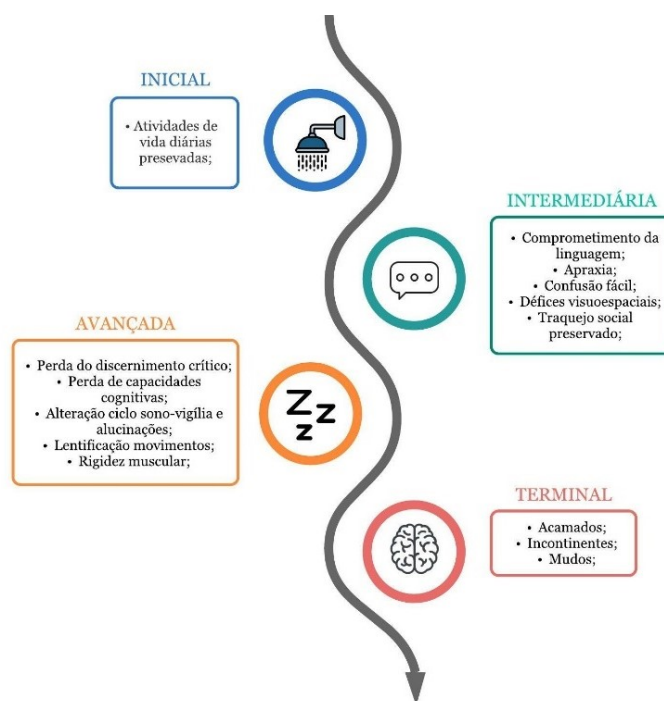 INICIAL
• Atividades de
vida diárias
presevadas;
INTERMEDIÁRIA
• Comprometimento da
linguagem;
• Apraxia;
• Confusão fácil;
• Défices visuoespaciais;
• Traquejo social
preservado;
AVANÇADA
• Perda do discernimento crítico;
• Perda de capacidades
cognitivas;
• Alteração ciclo sono-vigília e
alucinações;
• Lentificação movimentos;
• Rigidez muscular;
Z z
z
TERMINAL
• Acamados;
• Incontinentes;
• Mudos;